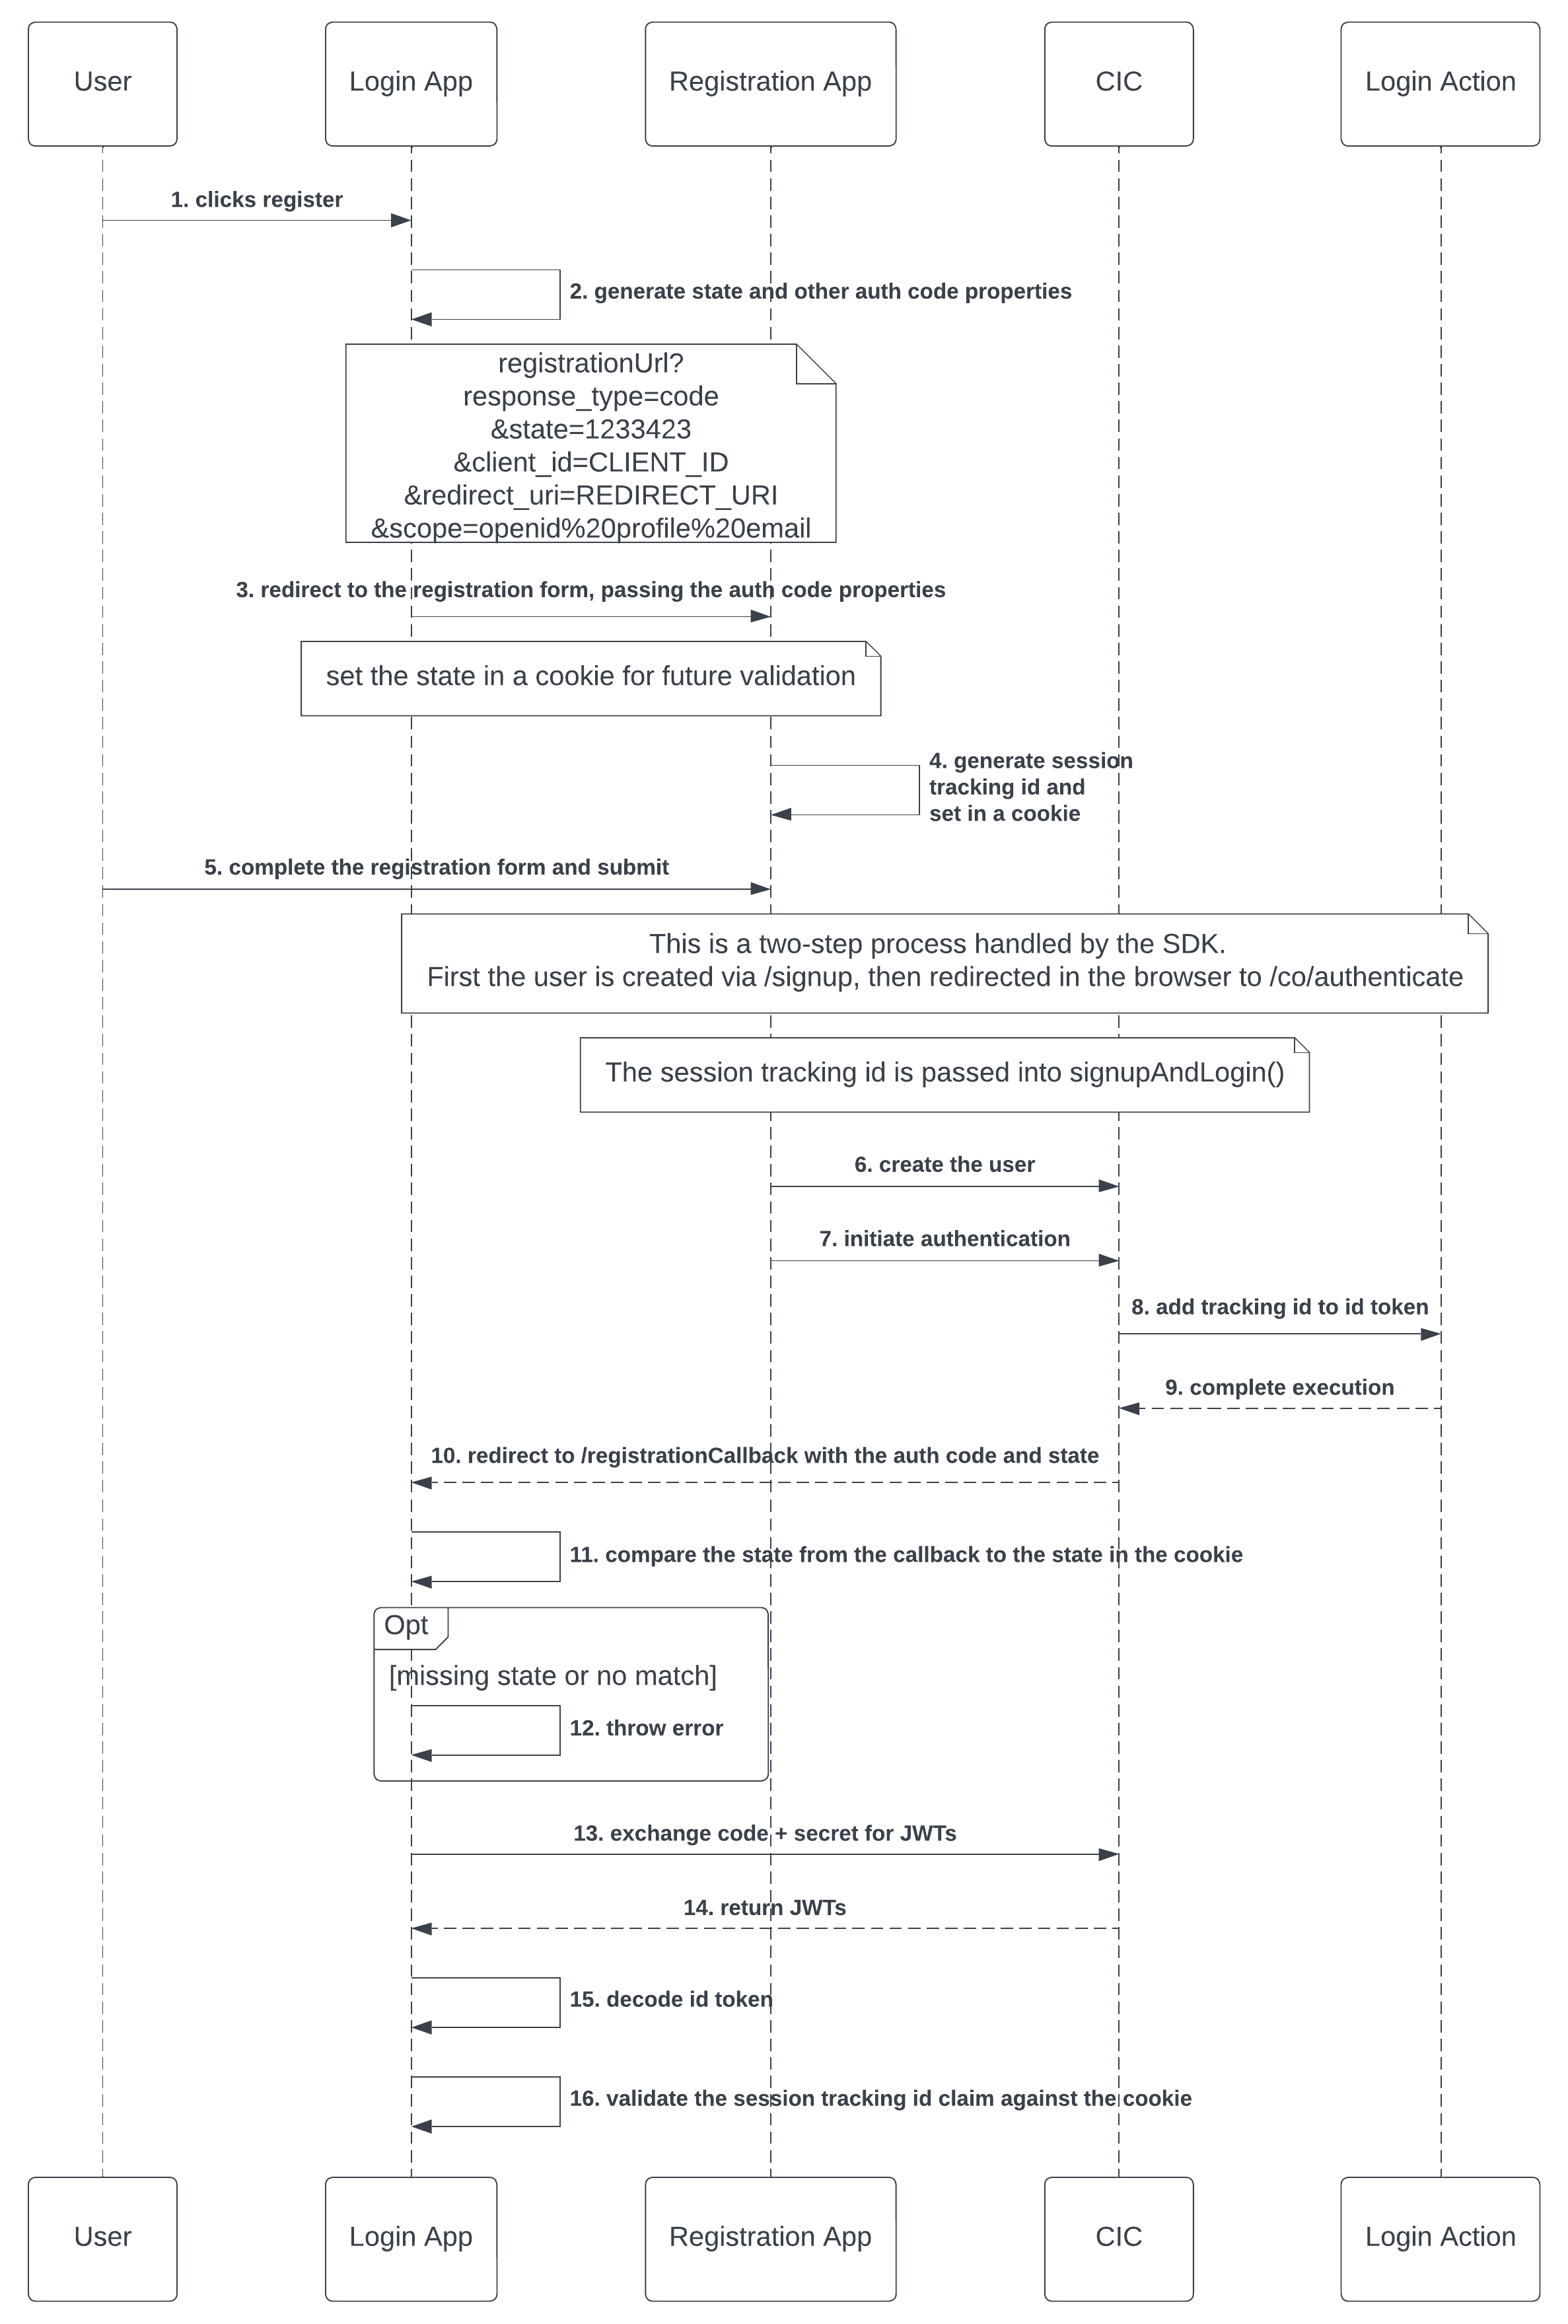 User
Login App
Registration App
CIC
Login Action
1. clicks register
2. generate state and other auth code properties
registrationUrl?
response_type=code
&state=1233423
&client_id=CLIENT_ID
&redirect_uri=REDIRECT_URI
&scope=openid%20profile%20email
3. redirect to the registration form, passing the auth code properties
set the state in a cookie for future validation
4. generate session
tracking id and
set in a cookie
5. complete the registration form and submit
This is a two-step process handled by the SDK.
First the user is created via /signup, then redirected in the browser to /co/authenticate
The session tracking id is passed into signupAndLogin()
6. create the user
7. initiate authentication
8. add tracking id to id token
9. complete execution
10. redirect to /registrationCallback with the auth code and state
11. compare the state from the callback to the state in the cookie
Opt
[missing state or no match]
12. throw error
13. exchange code + secret for JWTs
14. return JWTs
15. decode id token
16. validate the session tracking id claim against the cookie
User
Login App
Registration App
CIC
Login Action